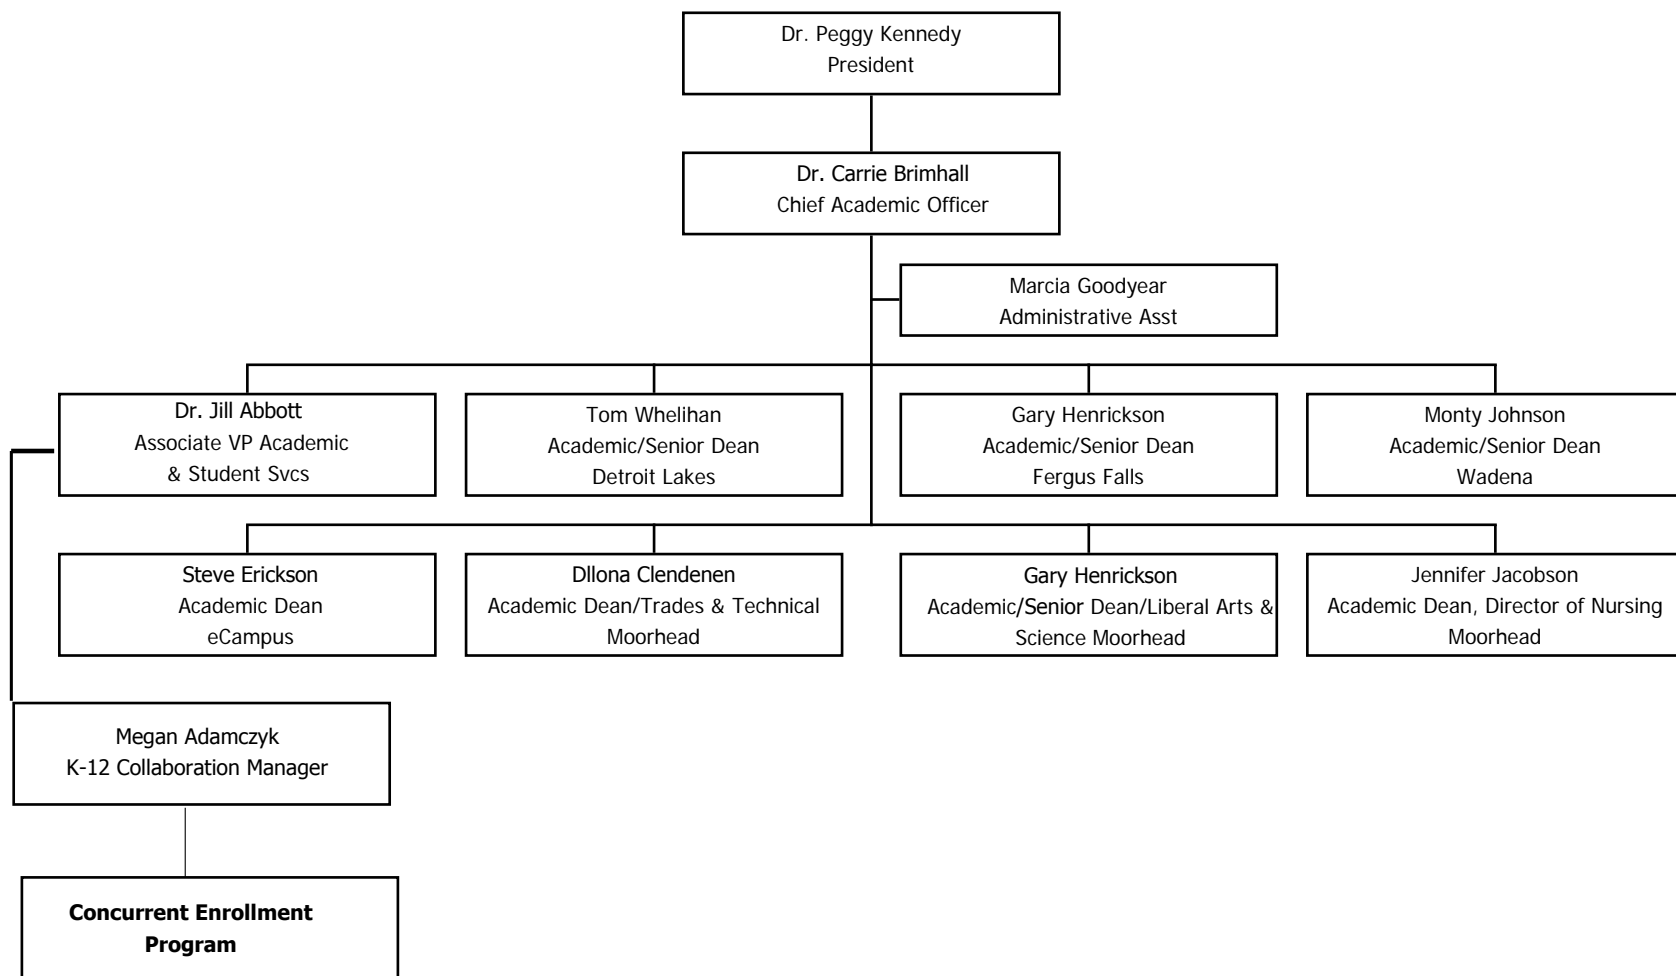 Dr. Peggy Kennedy
President
Dr. Carrie Brimhall
Chief Academic Officer
Marcia Goodyear
Administrative Asst
Dr. Jill Abbott
Associate VP Academic
& Student Svcs
Tom Whelihan
Academic/Senior Dean
Detroit Lakes
Gary Henrickson
Academic/Senior Dean
Fergus Falls
Monty Johnson
Academic/Senior Dean
Wadena
Steve Erickson
Academic Dean
eCampus
Dllona Clendenen
Academic Dean/Trades & Technical
Moorhead
Gary Henrickson
Academic/Senior Dean/Liberal Arts &
Science Moorhead
Jennifer Jacobson
Academic Dean, Director of Nursing
Moorhead
Megan Adamczyk
K-12 Collaboration Manager
Concurrent Enrollment
Program